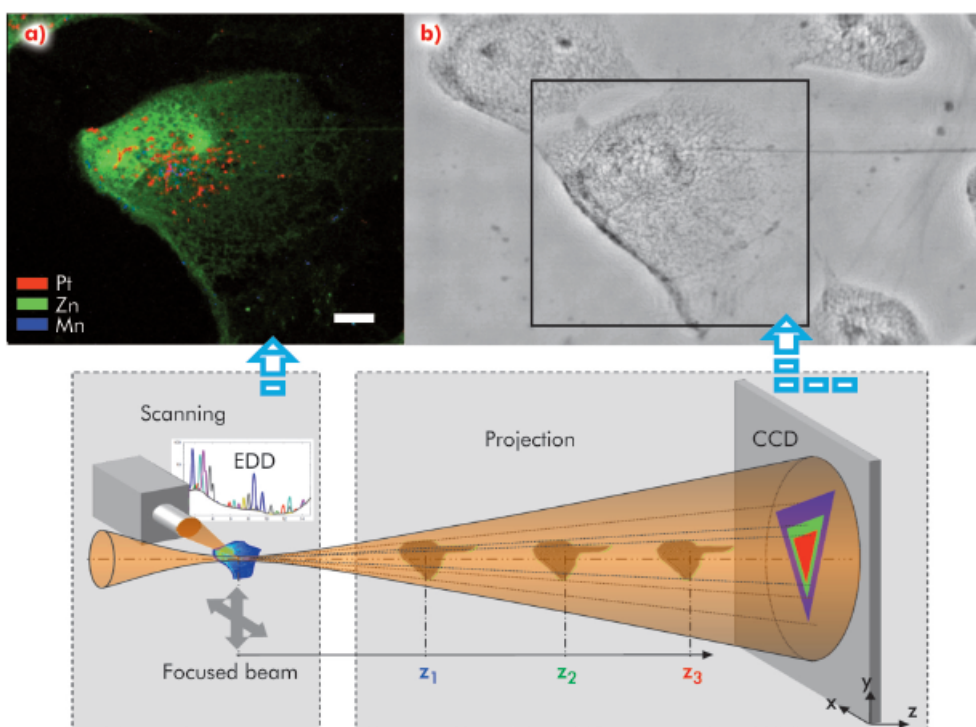 a)
b)
Pt
Zn
Mn
Scanning
EDD
Projection
CCD
Focused beam
z1
z2
z3
y
x
z